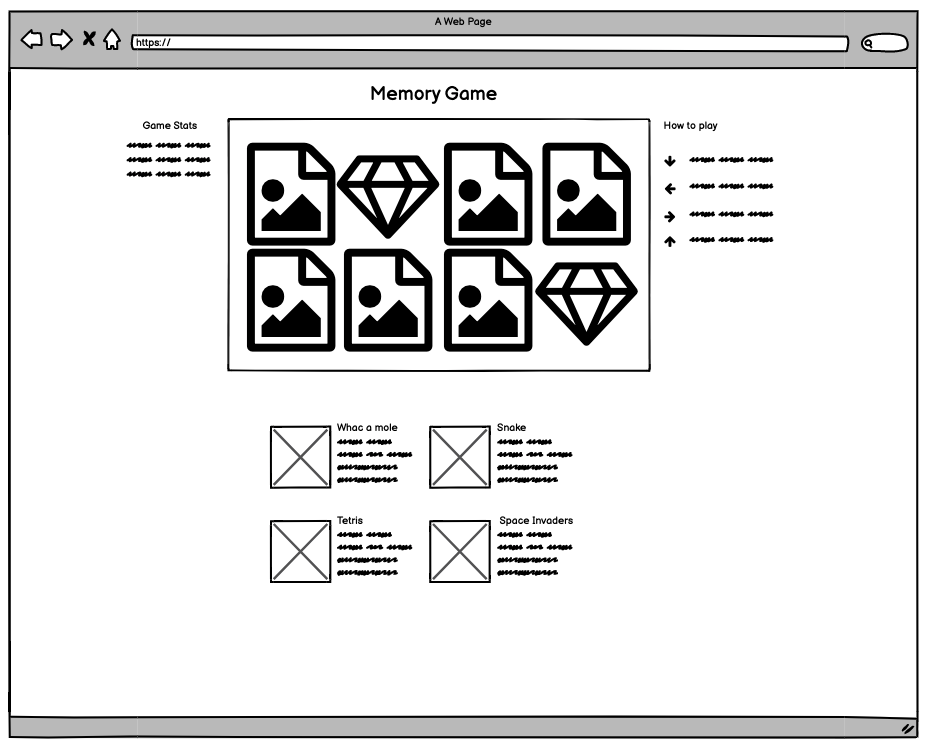 A Web Page
https://
Memory Game
Game Stats
How to play
Whac a mole
Snake
Tetris
Space Invaders